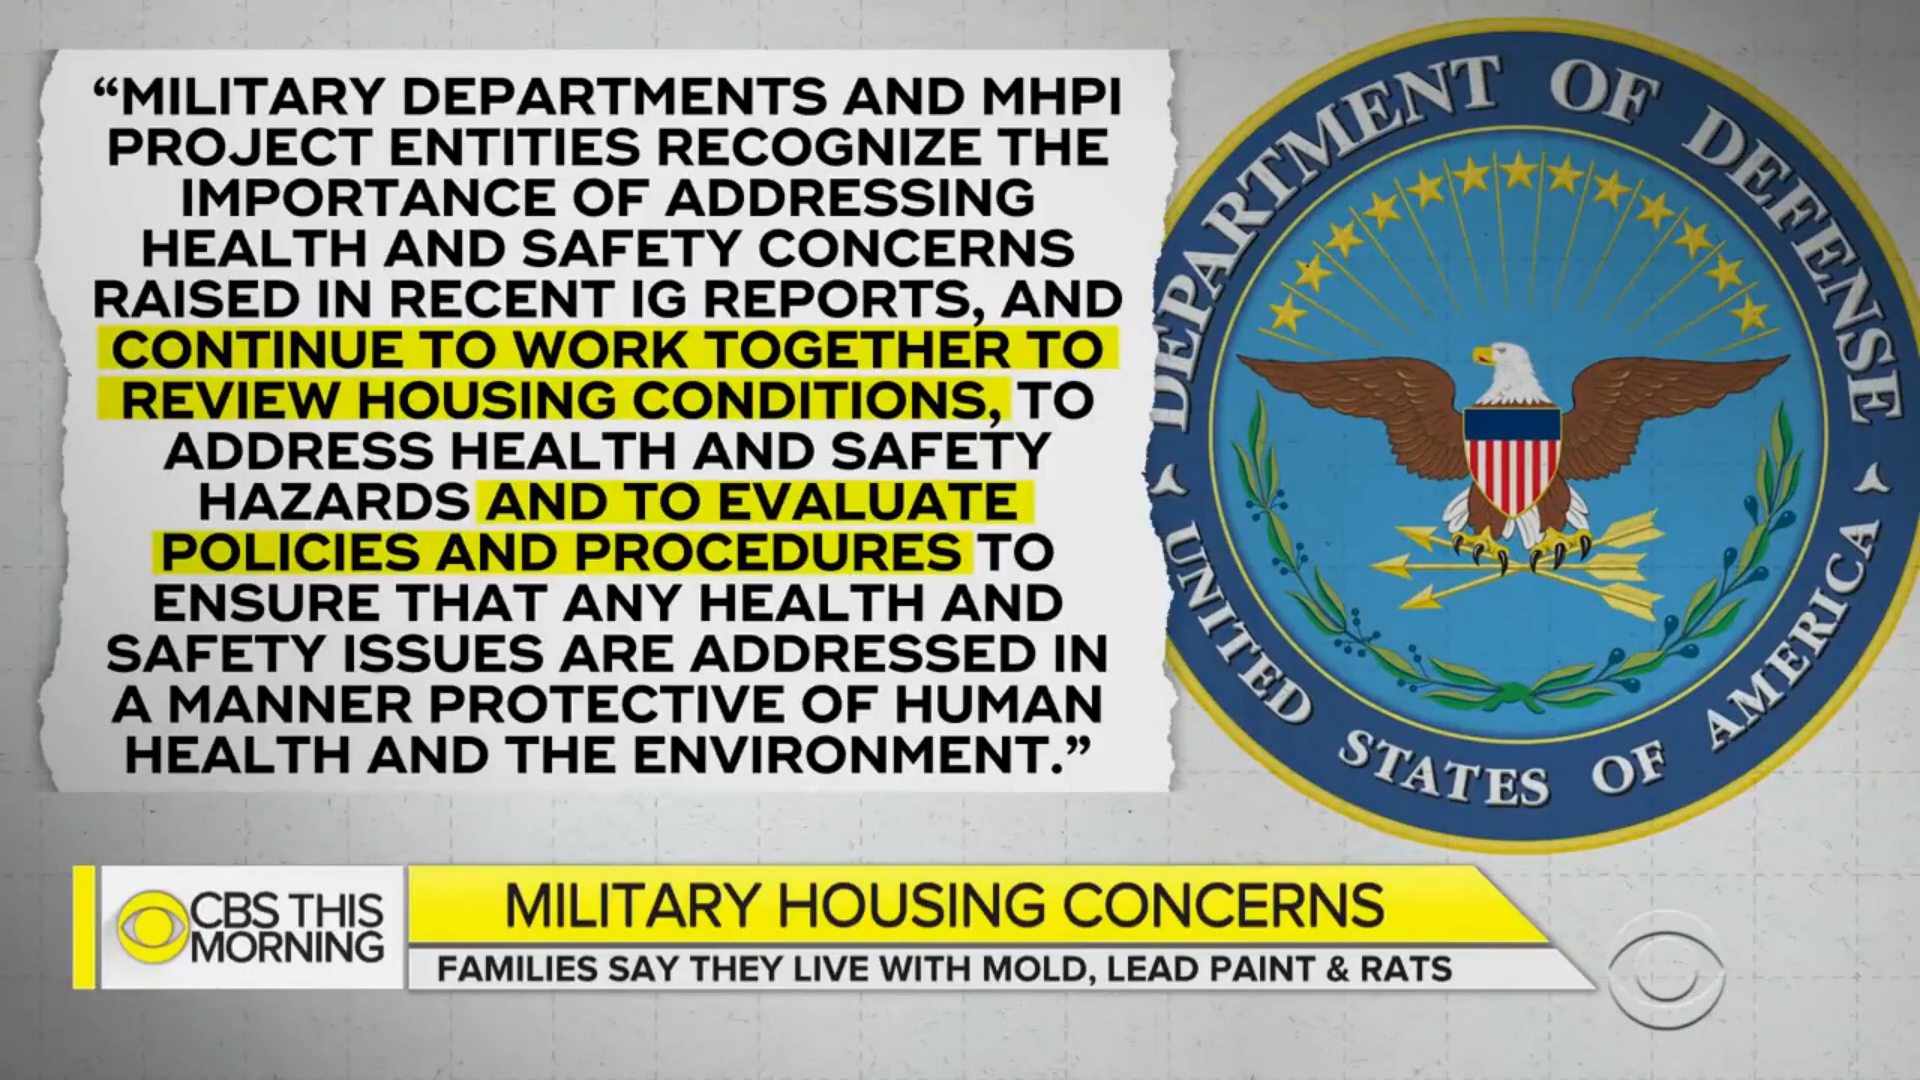 “MILITARY DEPARTMENTS AND MHPI
PROJECT ENTITIES RECOGNIZE THE
IMPORTANCE OF ADDRESSING
HEALTH AND SAFETY CONCERNS
RAISED IN RECENT IG REPORTS, AND
CONTINUE TO WORK TOGETHER TO
REVIEW HOUSING CONDITIONS, TO
ADDRESS HEALTH AND SAFETY
HAZARDS AND TO EVALUATE
POLICIES AND PROCEDURES TO
ENSURE THAT ANY HEALTH AND
SAFETY ISSUES ARE ADDRESSED IN
A MANNER PROTECTIVE OF HUMAN
HEALTH AND THE ENVIRONMENT.”
DEPARTMENT OF DEFENSE
UNITED STATES OF AMERICA
CBS THIS
MORNING
MILITARY HOUSING CONCERNS
FAMILIES SAY THEY LIVE WITH MOLD, LEAD PAINT & RATS